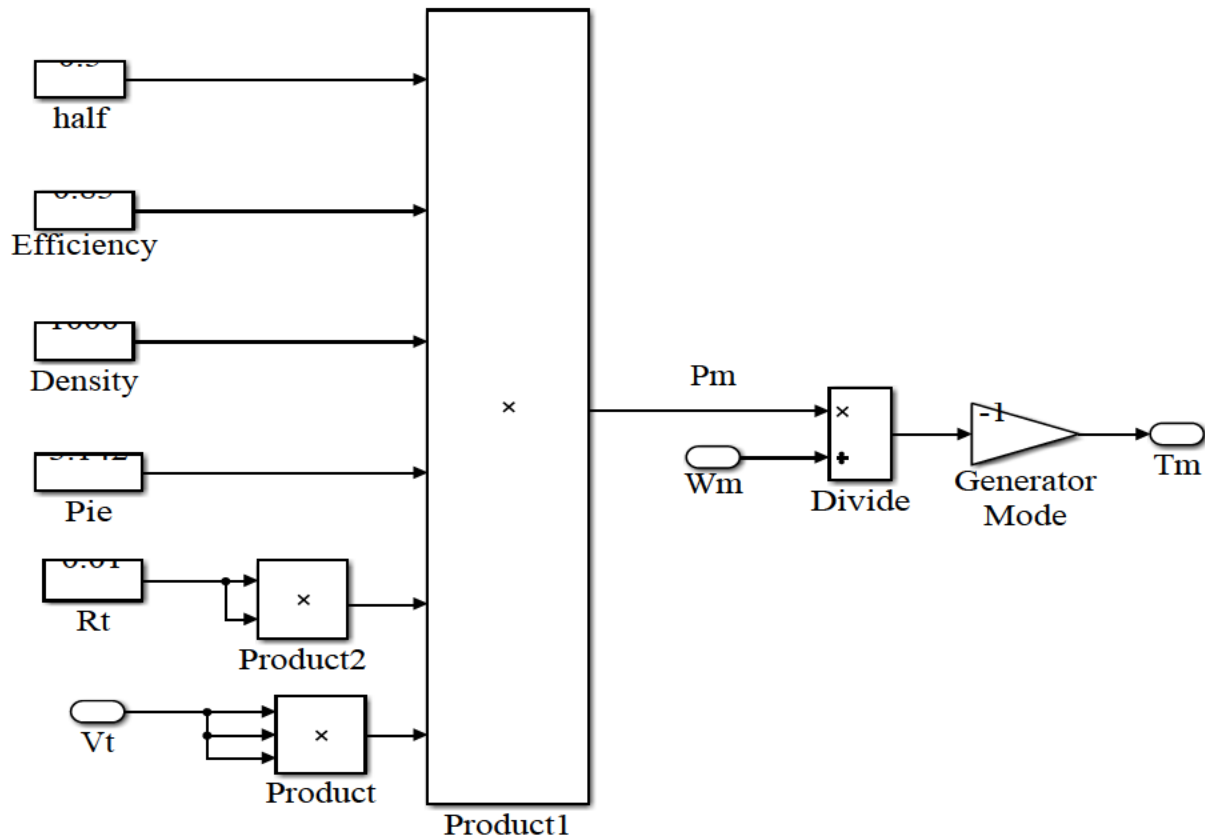 half
Efficiency
Density
Pie
Rt
Product2
Vt
Product
×
×
×
Product1
Pm
Wm
×
÷
Divide
-1
Generator
Mode
Tm